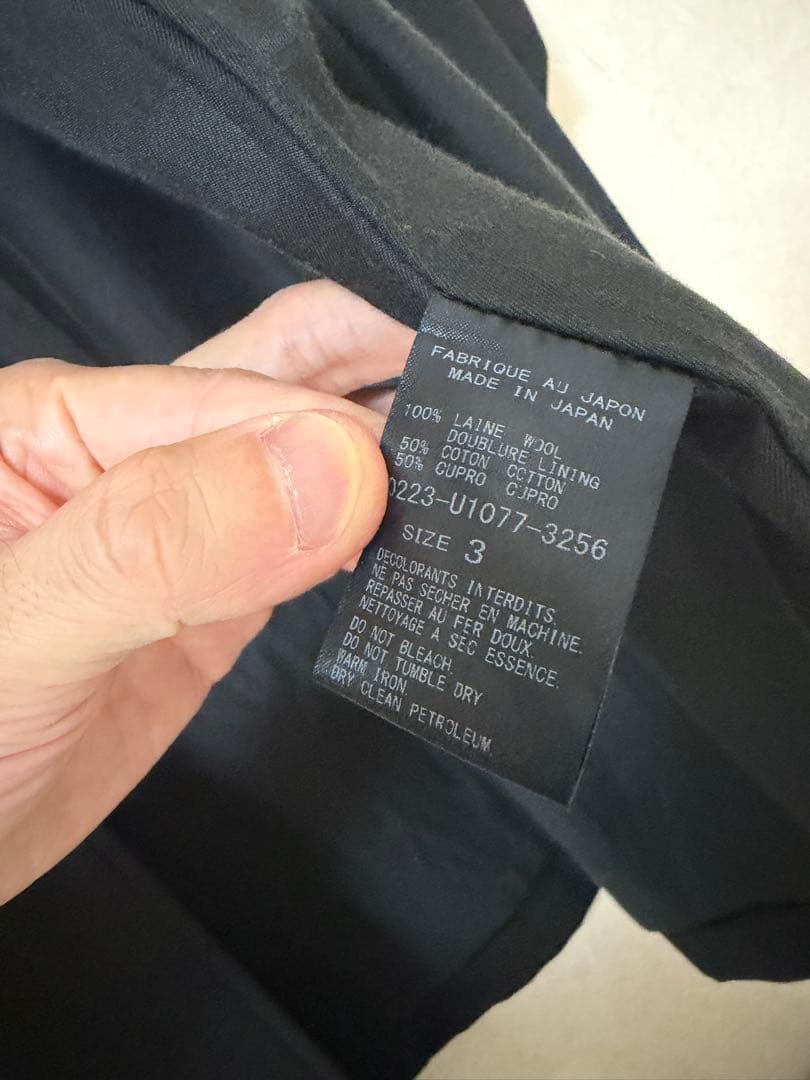 FABRIQUE AU JAPON
MADE IN JAPAN
100% LAINE WOOL
DOUBLURE LINING
50% COTON COTTON
50% CUPRO CUPRO
0223-U1077-3256
SIZE 3
DECOLORANTS INTERDITS.
NE PAS SECHER EN MACHINE.
REPASSER AU FER DOUX.
NETTOYAGE A SEC ESSENCE.
DO NOT BLEACH.
DO NOT TUMBLE DRY
WARM IRON.
DRY CLEAN PETROLEUM